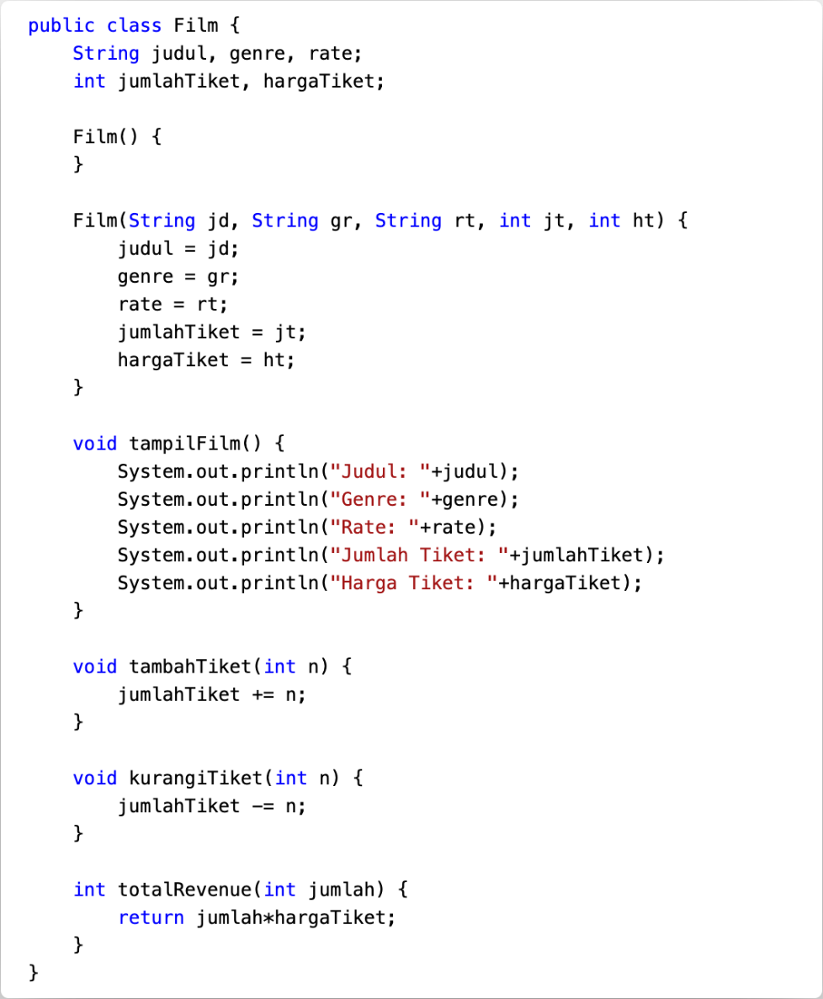 public class Film {
    String judul, genre, rate;
    int jumlahTiket, hargaTiket;

    Film() {
    }

    Film(String jd, String gr, String rt, int jt, int ht) {
        judul = jd;
        genre = gr;
        rate = rt;
        jumlahTiket = jt;
        hargaTiket = ht;
    }

    void tampilFilm() {
        System.out.println("Judul: "+judul);
        System.out.println("Genre: "+genre);
        System.out.println("Rate: "+rate);
        System.out.println("Jumlah Tiket: "+jumlahTiket);
        System.out.println("Harga Tiket: "+hargaTiket);
    }

    void tambahTiket(int n) {
        jumlahTiket += n;
    }

    void kurangiTiket(int n) {
        jumlahTiket -= n;
    }

    int totalRevenue(int jumlah) {
        return jumlah*hargaTiket;
    }
}